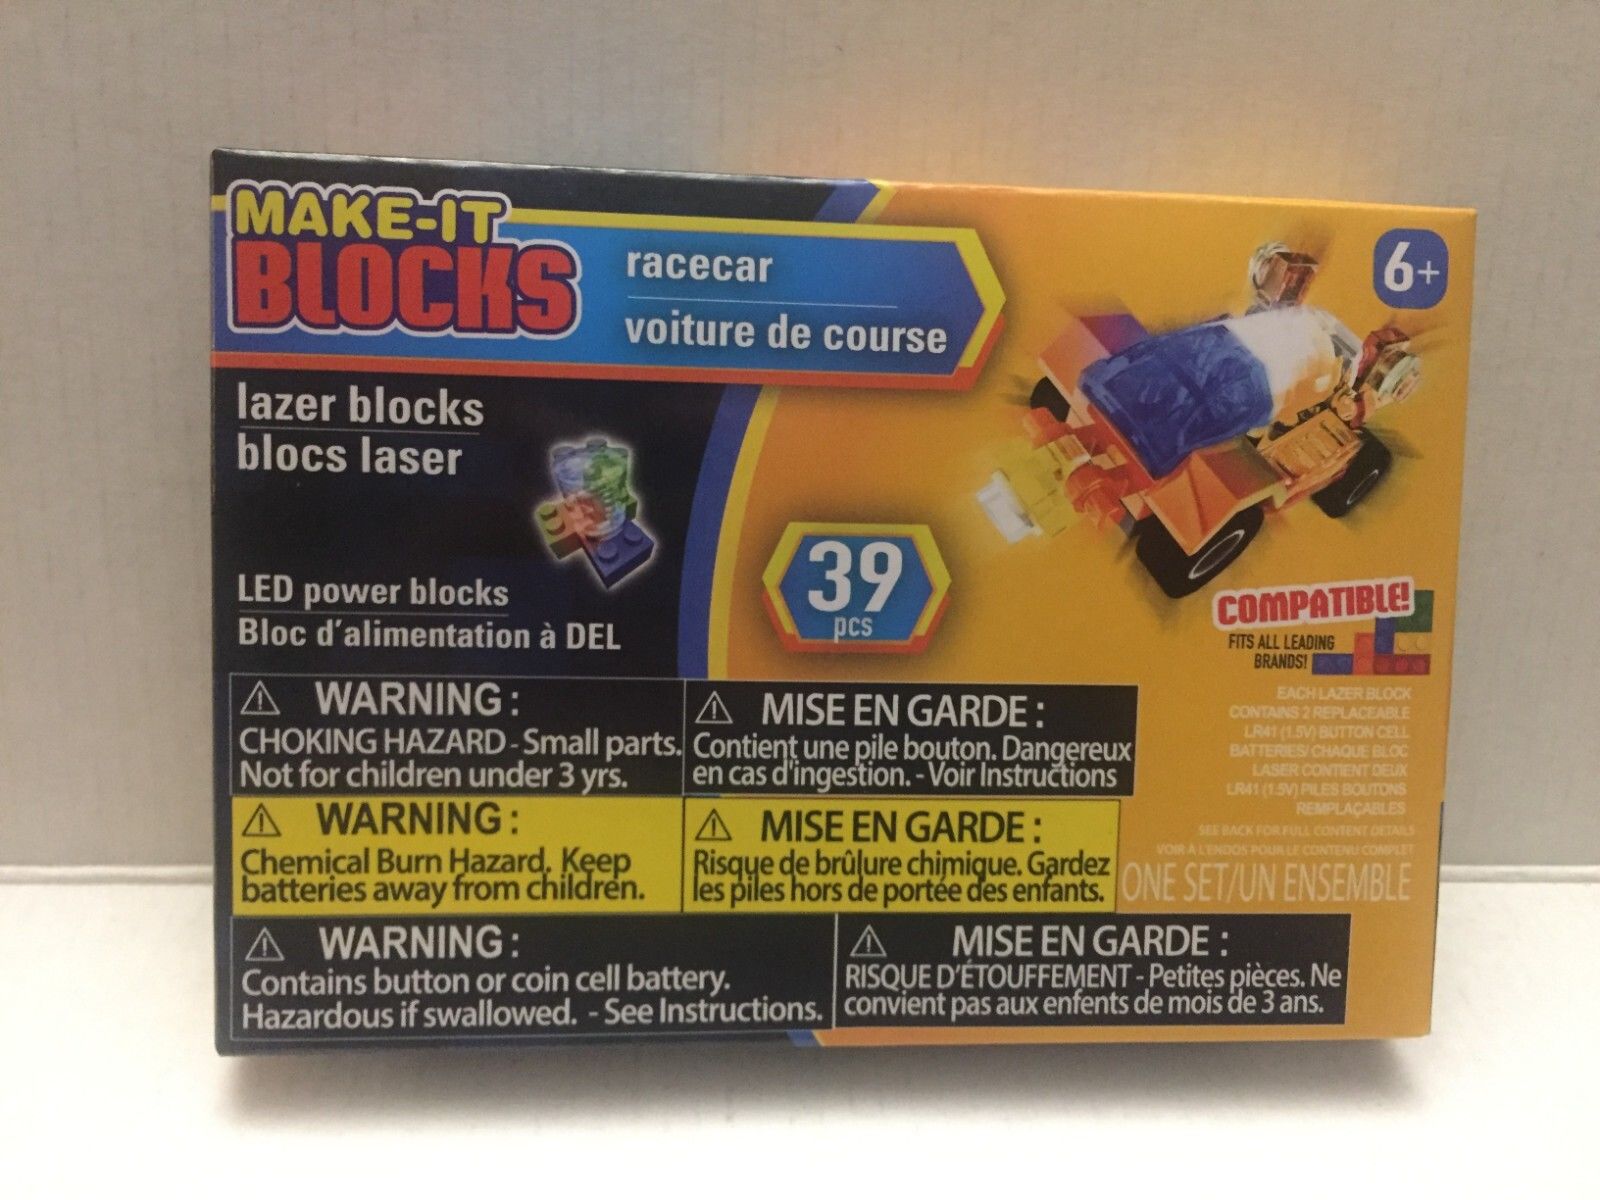 MAKE-IT
BLOCKS
racecar
voiture de course
6+
lazer blocks
blocs laser
LED power blocks
Bloc d'alimentation à DEL
39
pcs
COMPATIBLE!
FITS ALL LEADING
BRANDS!
EACH LAZER BLOCK
CONTAINS 2 REPLACEABLE
LR41 (1.5V) BUTTON CELL
BATTERIES/ CHAQUE BLOC
LASER CONTIENT DEUX
LR41 (1.5V) PILES BOUTONS
REMPLAÇABLES
SEE BACK FOR FULL CONTENT DETAILS
VOIR À L'ENDOS POUR LE CONTENU COMPLET
ONE SET/UN ENSEMBLE
⚠ WARNING :
CHOKING HAZARD - Small parts.
Not for children under 3 yrs.
⚠ MISE EN GARDE :
Contient une pile bouton. Dangereux
en cas d'ingestion. - Voir Instructions
⚠ WARNING :
Chemical Burn Hazard. Keep
batteries away from children.
⚠ MISE EN GARDE :
Risque de brûlure chimique. Gardez
les piles hors de portée des enfants.
⚠ WARNING :
Contains button or coin cell battery.
Hazardous if swallowed. - See Instructions.
⚠ MISE EN GARDE :
RISQUE D'ÉTOUFFEMENT - Petites pièces. Ne
convient pas aux enfents de mois de 3 ans.